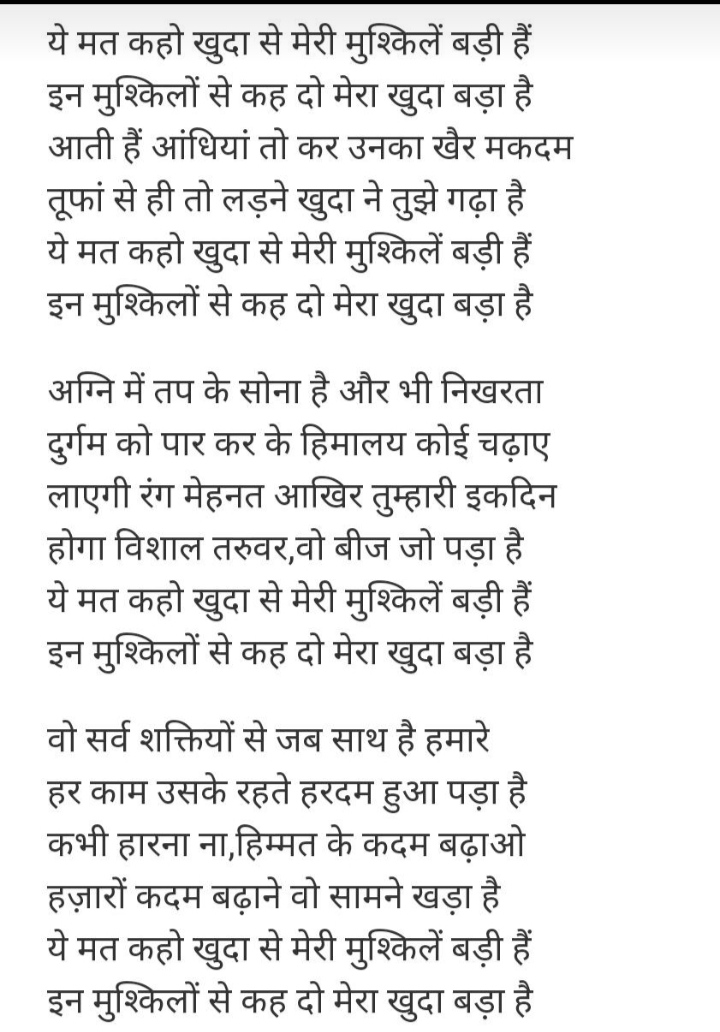 ये मत कहो खुदा से मेरी मुश्किलें बड़ी हैं
इन मुश्किलों से कह दो मेरा खुदा बड़ा है
आती हैं आंधियां तो कर उनका खैर मकदम
तूफां से ही तो लड़ने खुदा ने तुझे गढ़ा है
ये मत कहो खुदा से मेरी मुश्किलें बड़ी हैं
इन मुश्किलों से कह दो मेरा खुदा बड़ा है
अग्नि में तप के सोना है और भी निखरता
दुर्गम को पार कर के हिमालय कोई चढ़ाए
लाएगी रंग मेहनत आखिर तुम्हारी इकदिन
होगा विशाल तरुवर,वो बीज जो पड़ा है
ये मत कहो खुदा से मेरी मुश्किलें बड़ी हैं
इन मुश्किलों से कह दो मेरा खुदा बड़ा है
वो सर्व शक्तियों से जब साथ है हमारे
हर काम उसके रहते हरदम हुआ पड़ा है
कभी हारना ना,हिम्मत के कदम बढ़ाओ
हज़ारों कदम बढ़ाने वो सामने खड़ा है
ये मत कहो खुदा से मेरी मुश्किलें बड़ी हैं
इन मुश्किलों से कह दो मेरा खुदा बड़ा है